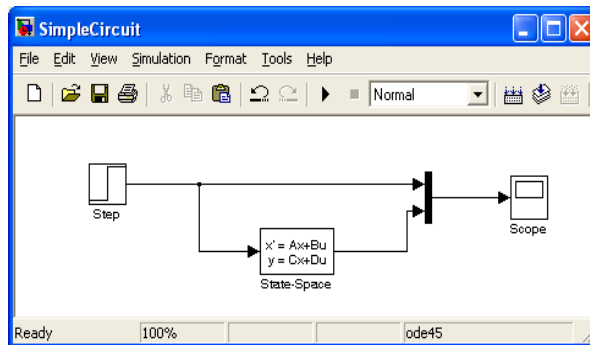 SimpleCircuit
File Edit View Simulation Format Tools Help
Normal
Step
x' = Ax+Bu
y = Cx+Du
State-Space
Scope
Ready 100% ode45